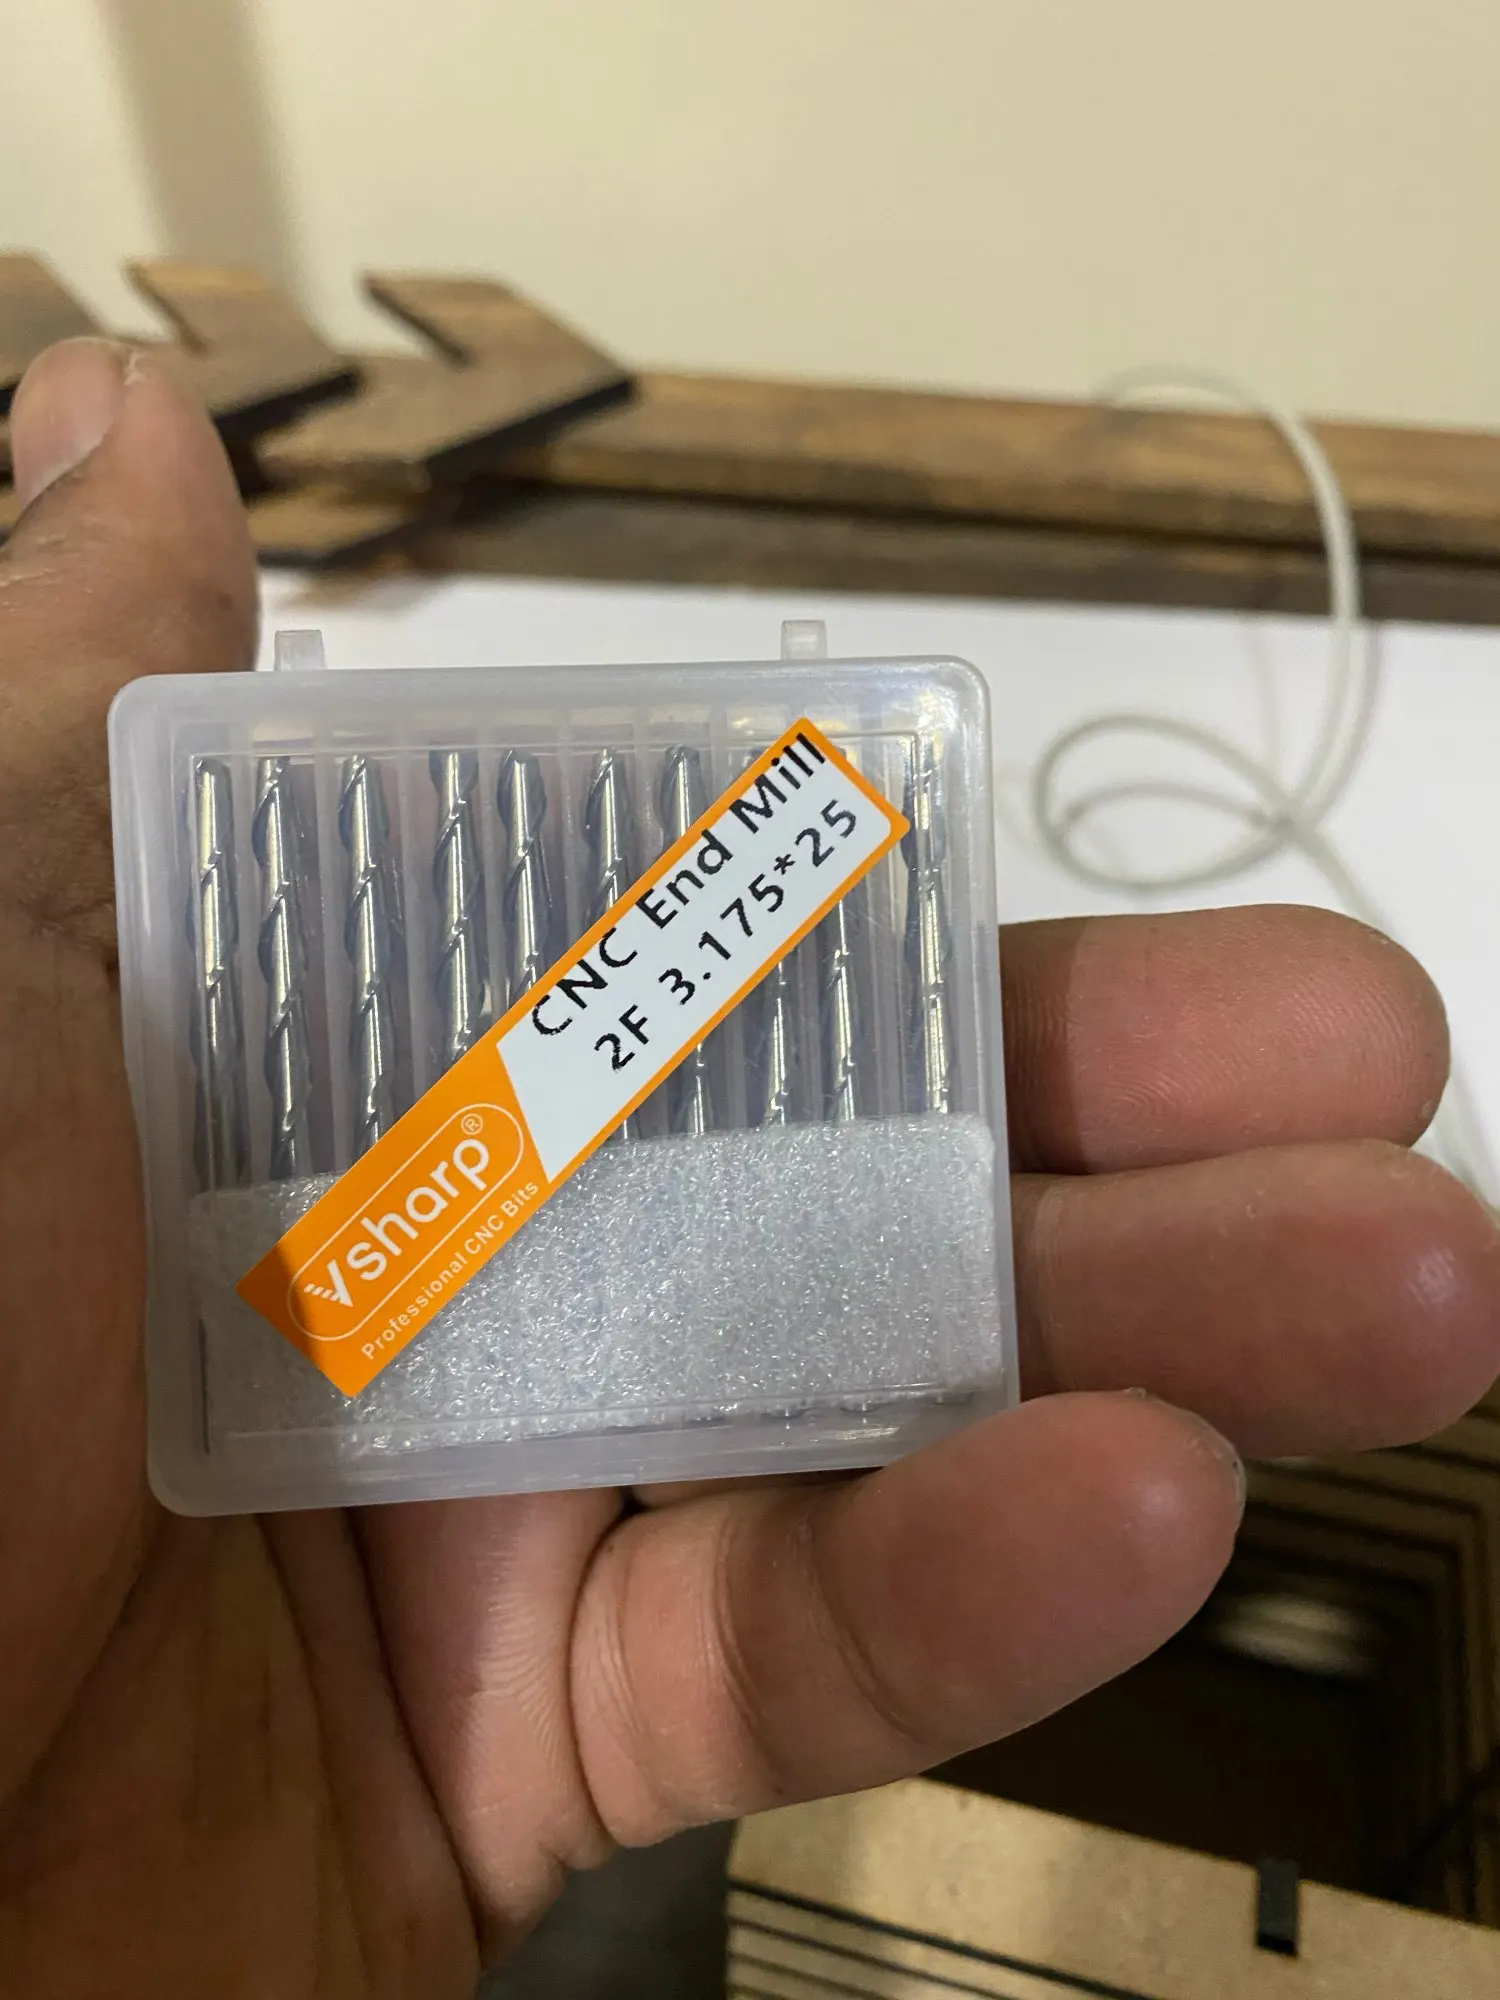 CNC End Mill
2F 3.175*25
Vsharp®
Professional CNC Bits